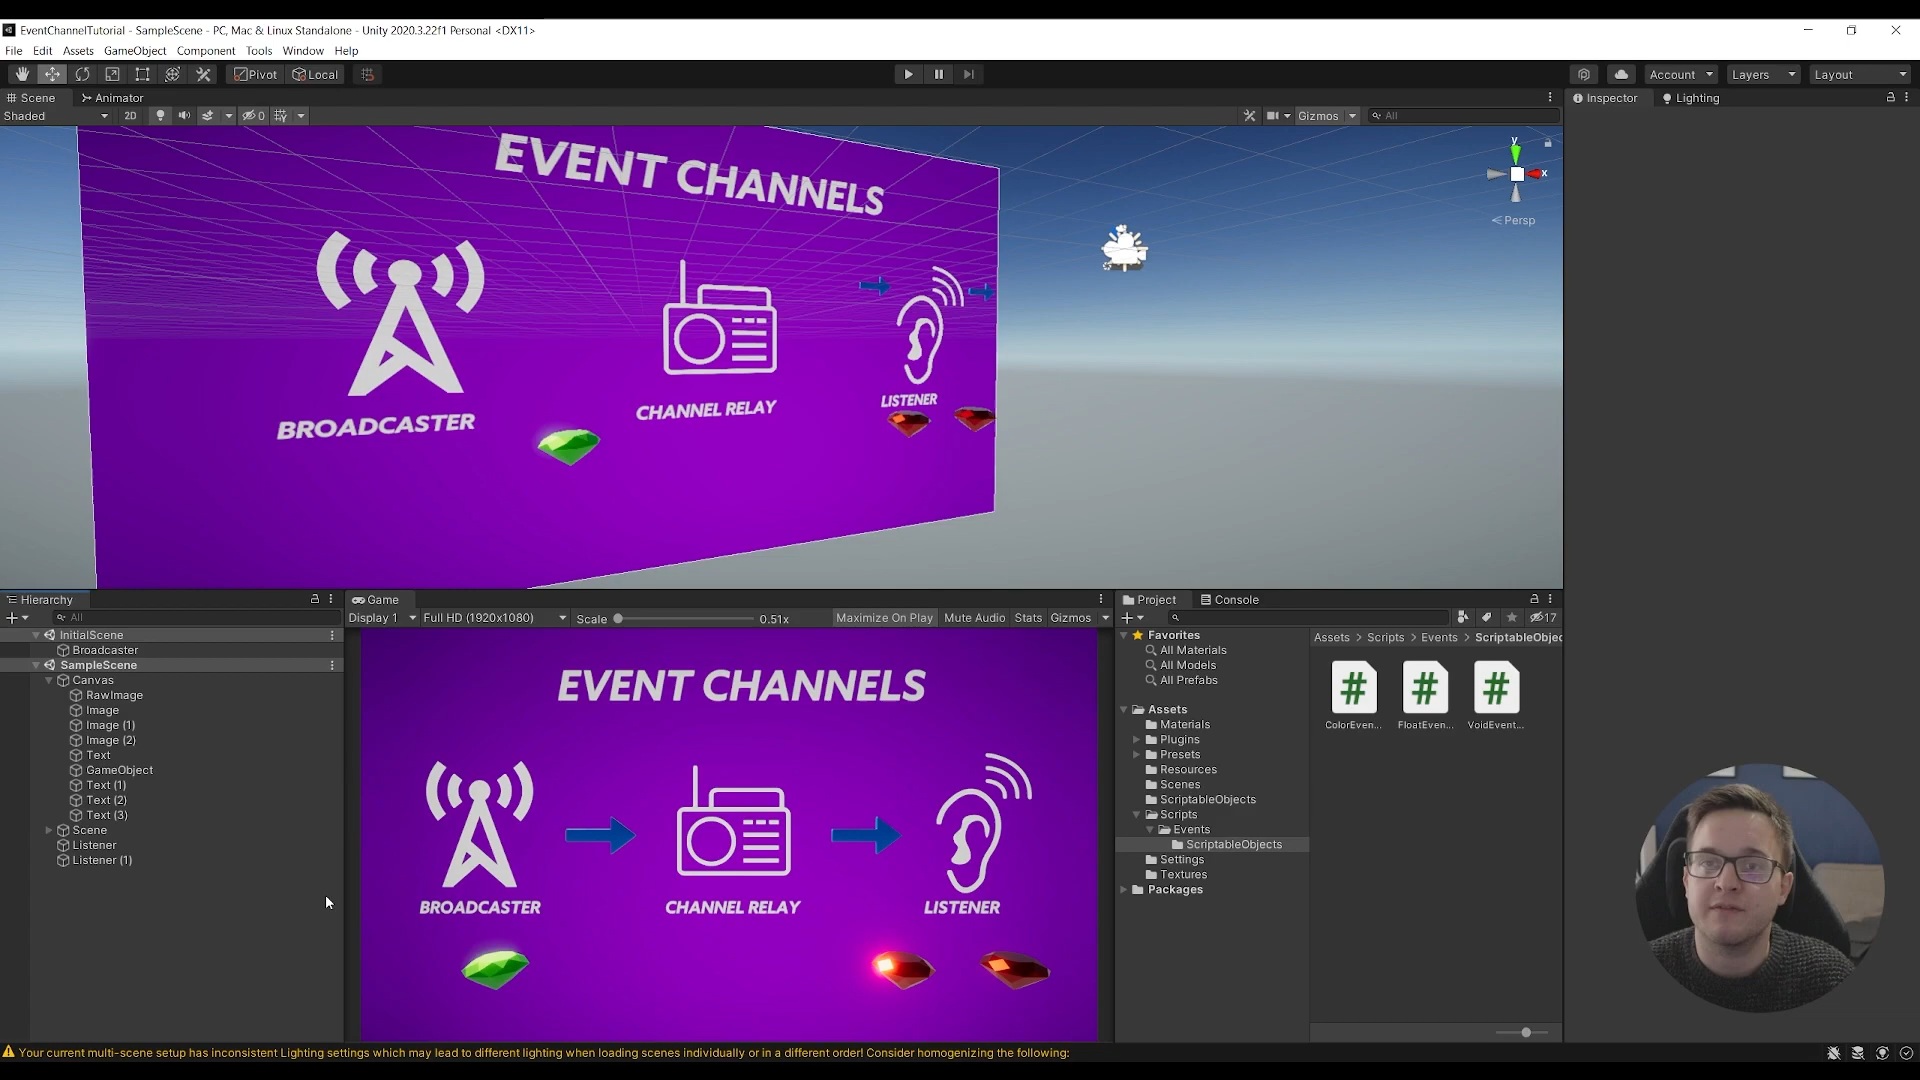 EventChannelTutorial - SampleScene - PC, Mac & Linux Standalone - Unity 2020.3.22f1 Personal <DX11>
File Edit Assets GameObject Component Tools Window Help
Pivot Local Account Layers Layout
Scene Animator
Shaded 2D 0 Gizmos All
Inspector Lighting
EVENT CHANNELS
BROADCASTER
CHANNEL RELAY
LISTENER
y
x
Persp
Hierarchy
All
InitialScene
Broadcaster
SampleScene
Canvas
RawImage
Image
Image (1)
Image (2)
Text
GameObject
Text (1)
Text (2)
Text (3)
Scene
Listener
Listener (1)
Game
Display 1 Full HD (1920x1080) Scale 0.51x Maximize On Play Mute Audio Stats Gizmos
EVENT CHANNELS
BROADCASTER CHANNEL RELAY LISTENER
Project Console
17
Favorites
All Materials
All Models
All Prefabs
Assets
Materials
Plugins
Presets
Resources
Scenes
ScriptableObjects
Scripts
Events
ScriptableObjects
Settings
Textures
Packages
Assets > Scripts > Events > ScriptableObjec
# # #
ColorEven... FloatEven... VoidEvent...
Your current multi-scene setup has inconsistent Lighting settings which may lead to different lighting when loading scenes individually or in a different order! Consider homogenizing the following: